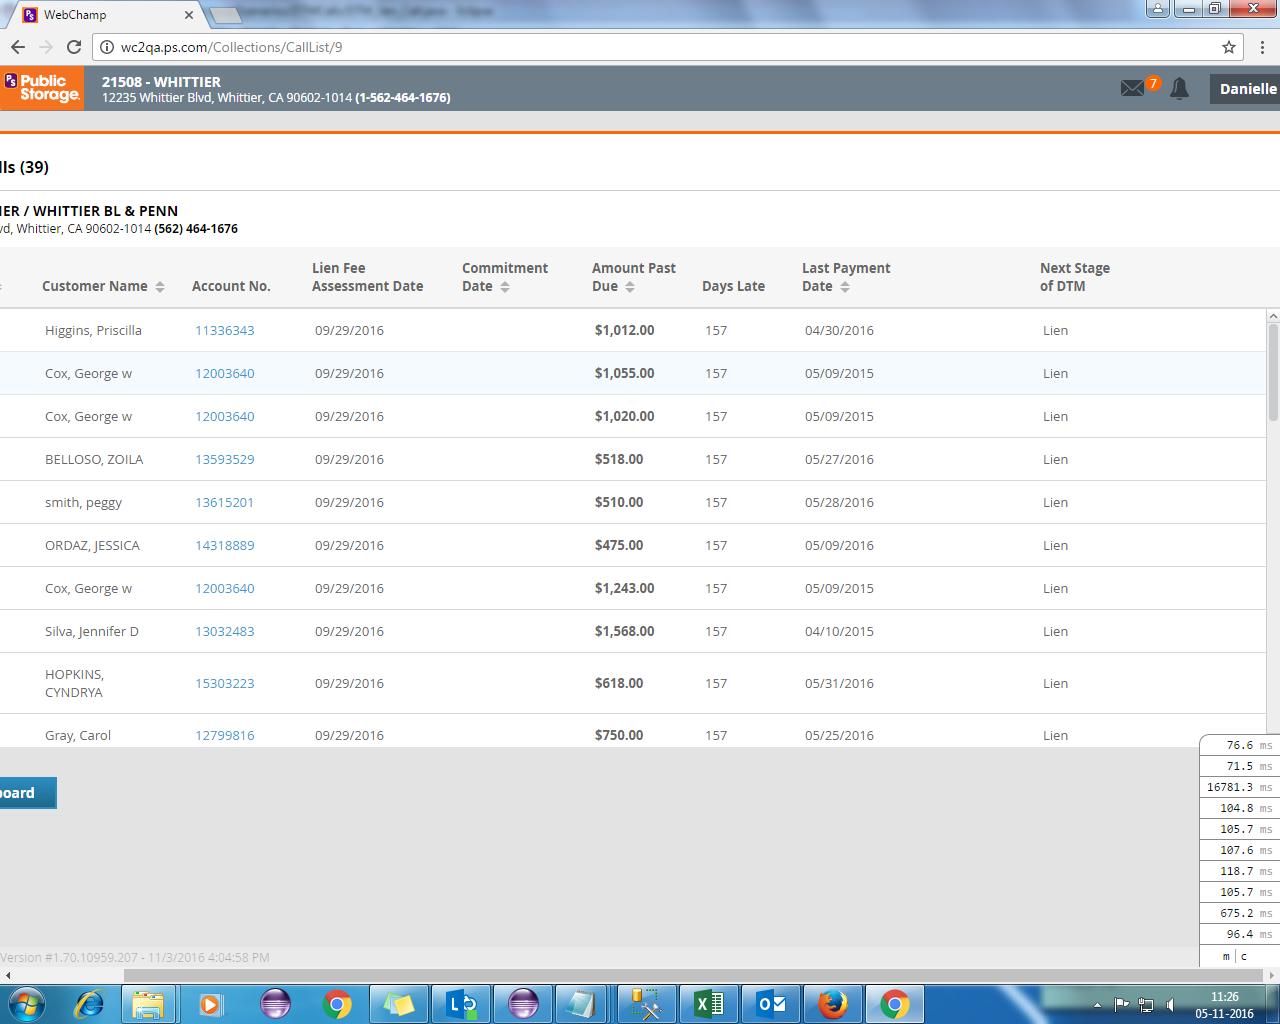 WebChamp
wc2qa.ps.com/Collections/CallList/9
PS Public
Storage.
21508 - WHITTIER
12235 Whittier Blvd, Whittier, CA 90602-1014 (1-562-464-1676)
7
Danielle
lls (39)
IER / WHITTIER BL & PENN
vd, Whittier, CA 90602-1014 (562) 464-1676
Customer Name
Account No.
Lien Fee
Assessment Date
Commitment
Date
Amount Past
Due
Days Late
Last Payment
Date
Next Stage
of DTM
Higgins, Priscilla 11336343 09/29/2016 $1,012.00 157 04/30/2016 Lien
Cox, George w 12003640 09/29/2016 $1,055.00 157 05/09/2015 Lien
Cox, George w 12003640 09/29/2016 $1,020.00 157 05/09/2015 Lien
BELLOSO, ZOILA 13593529 09/29/2016 $518.00 157 05/27/2016 Lien
smith, peggy 13615201 09/29/2016 $510.00 157 05/28/2016 Lien
ORDAZ, JESSICA 14318889 09/29/2016 $475.00 157 05/09/2016 Lien
Cox, George w 12003640 09/29/2016 $1,243.00 157 05/09/2015 Lien
Silva, Jennifer D 13032483 09/29/2016 $1,568.00 157 04/10/2015 Lien
HOPKINS,
CYNDRYA 15303223 09/29/2016 $618.00 157 05/31/2016 Lien
Gray, Carol 12799816 09/29/2016 $750.00 157 05/25/2016 Lien
76.6 ms
71.5 ms
16781.3 ms
104.8 ms
105.7 ms
107.6 ms
118.7 ms
105.7 ms
675.2 ms
96.4 ms
m | c
board
Version #1.70.10959.207 - 11/3/2016 4:04:58 PM
11:26
05-11-2016